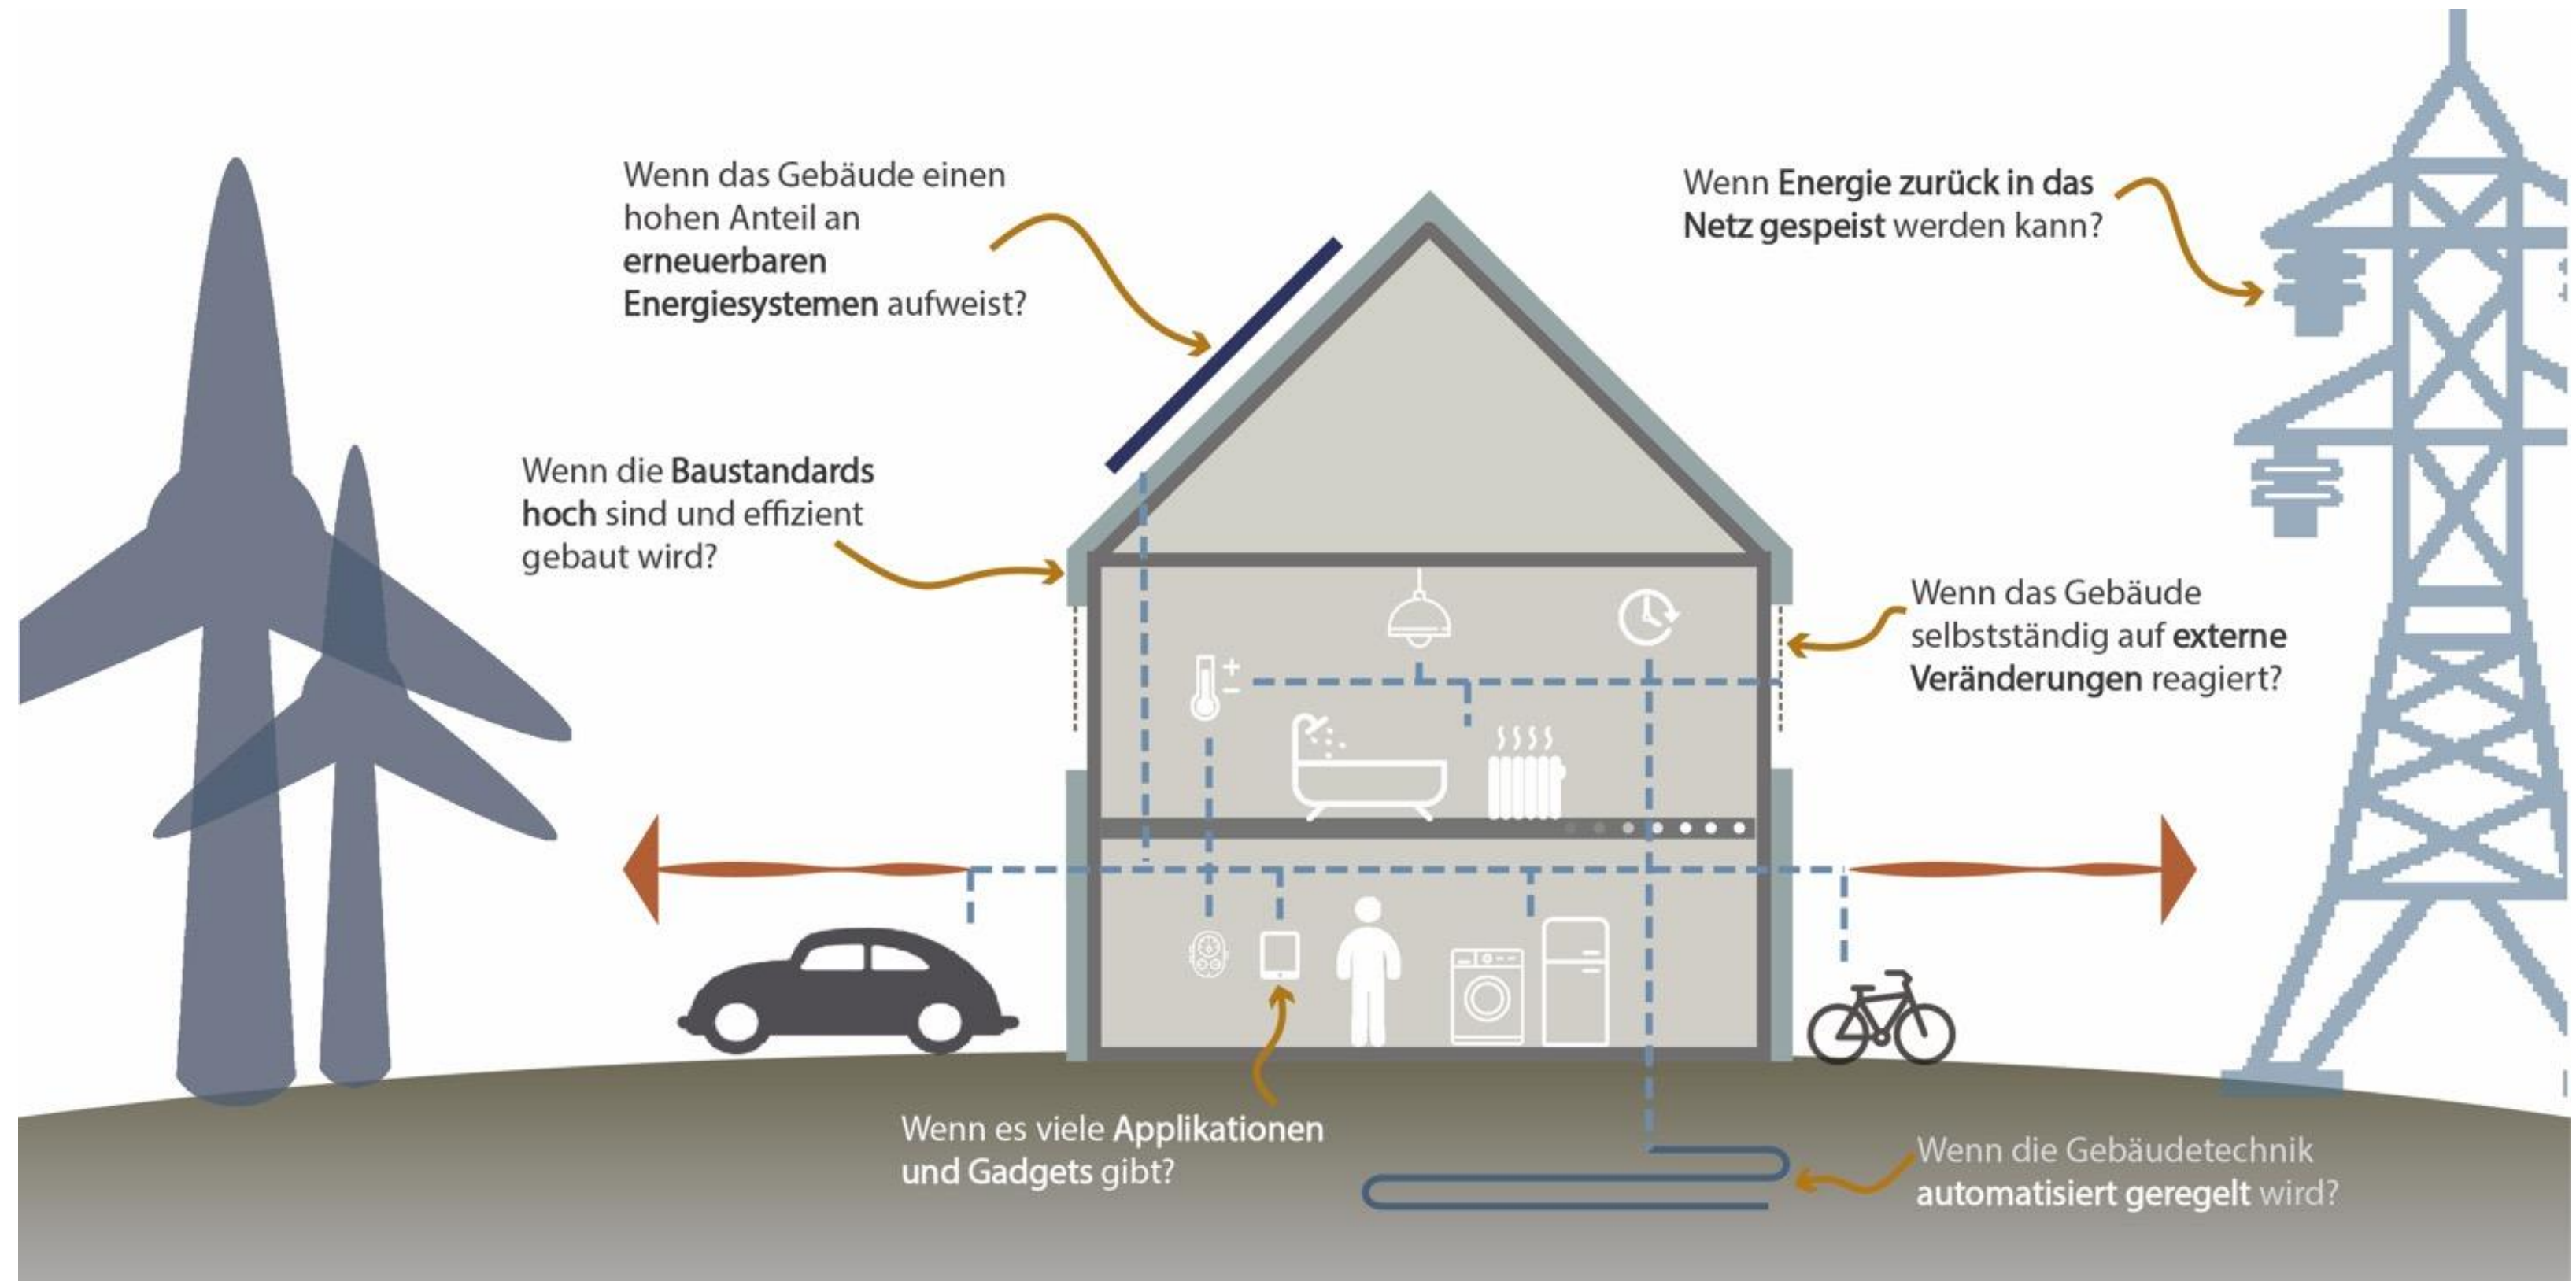 Wenn das Gebäude einen
hohen Anteil an
erneuerbaren
Energiesystemen aufweist?
Wenn Energie zurück in das
Netz gespeist werden kann?
Wenn die Baustandards
hoch sind und effizient
gebaut wird?
Wenn das Gebäude
selbstständig auf externe
Veränderungen reagiert?
Wenn es viele Applikationen
und Gadgets gibt?
Wenn die Gebäudetechnik
automatisiert geregelt wird?